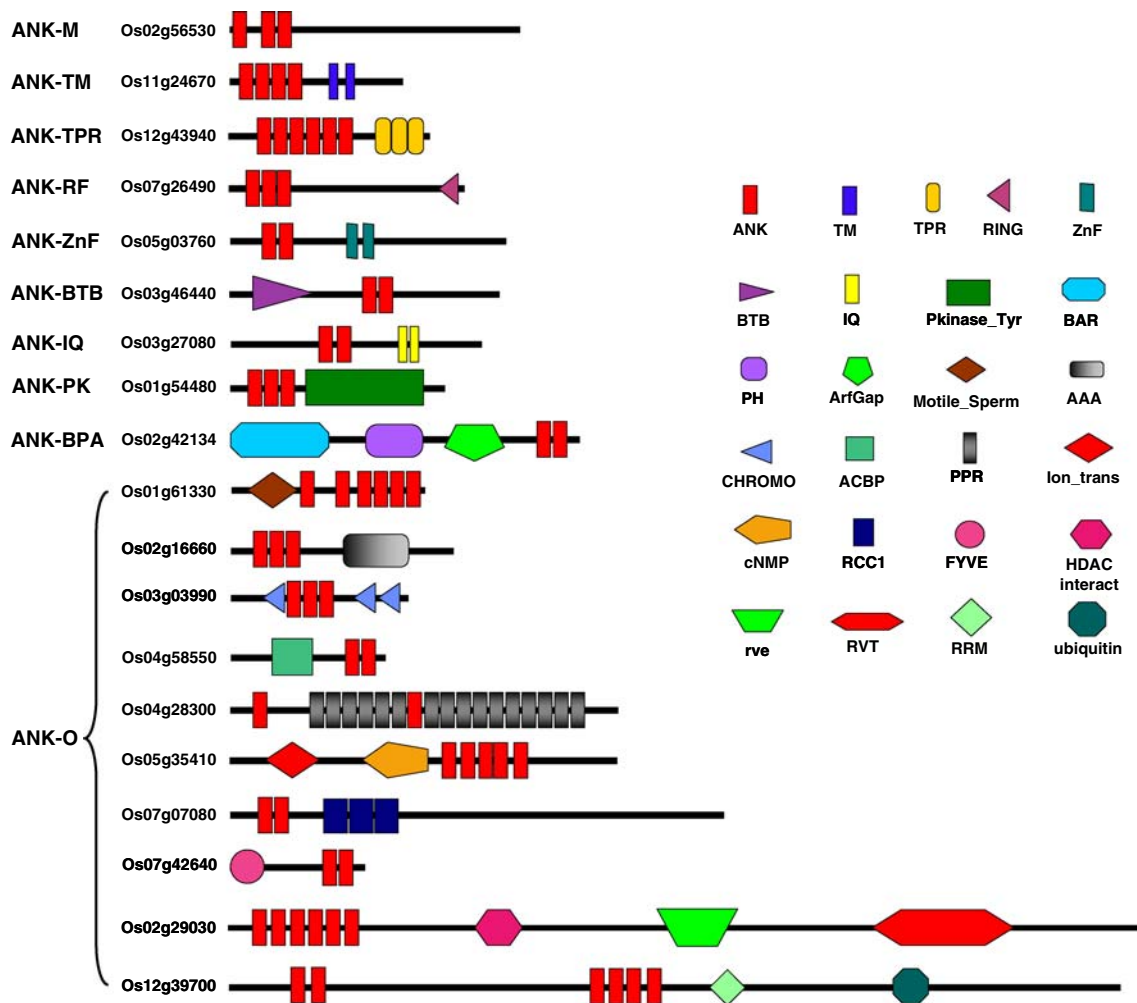 ANK-M Os02g56530
ANK-TM Os11g24670
ANK-TPR Os12g43940
ANK-RF Os07g26490
ANK-ZnF Os05g03760
ANK-BTB Os03g46440
ANK-IQ Os03g27080
ANK-PK Os01g54480
ANK-BPA Os02g42134
Os01g61330
Os02g16660
Os03g03990
Os04g58550
Os04g28300
ANK-O
Os05g35410
Os07g07080
Os07g42640
Os02g29030
Os12g39700
ANK TM TPR RING ZnF
BTB IQ Pkinase_Tyr BAR
PH ArfGap Motile_Sperm AAA
CHROMO ACBP PPR Ion_trans
cNMP RCC1 FYVE HDAC
interact
rve RVT RRM ubiquitin